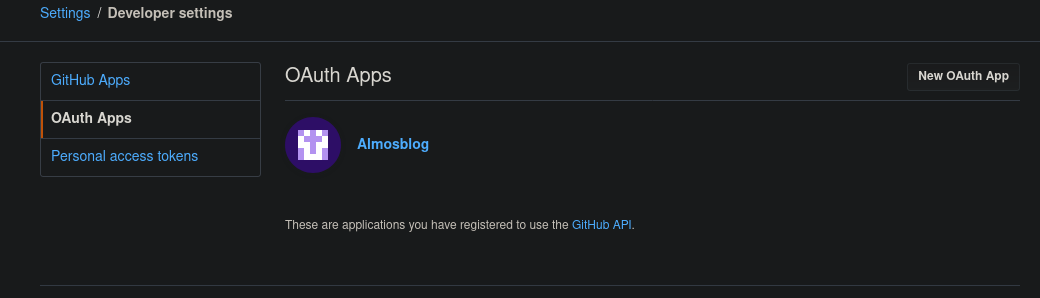 Settings / Developer settings
GitHub Apps
OAuth Apps
Personal access tokens
OAuth Apps
New OAuth App
Almosblog
These are applications you have registered to use the GitHub API.